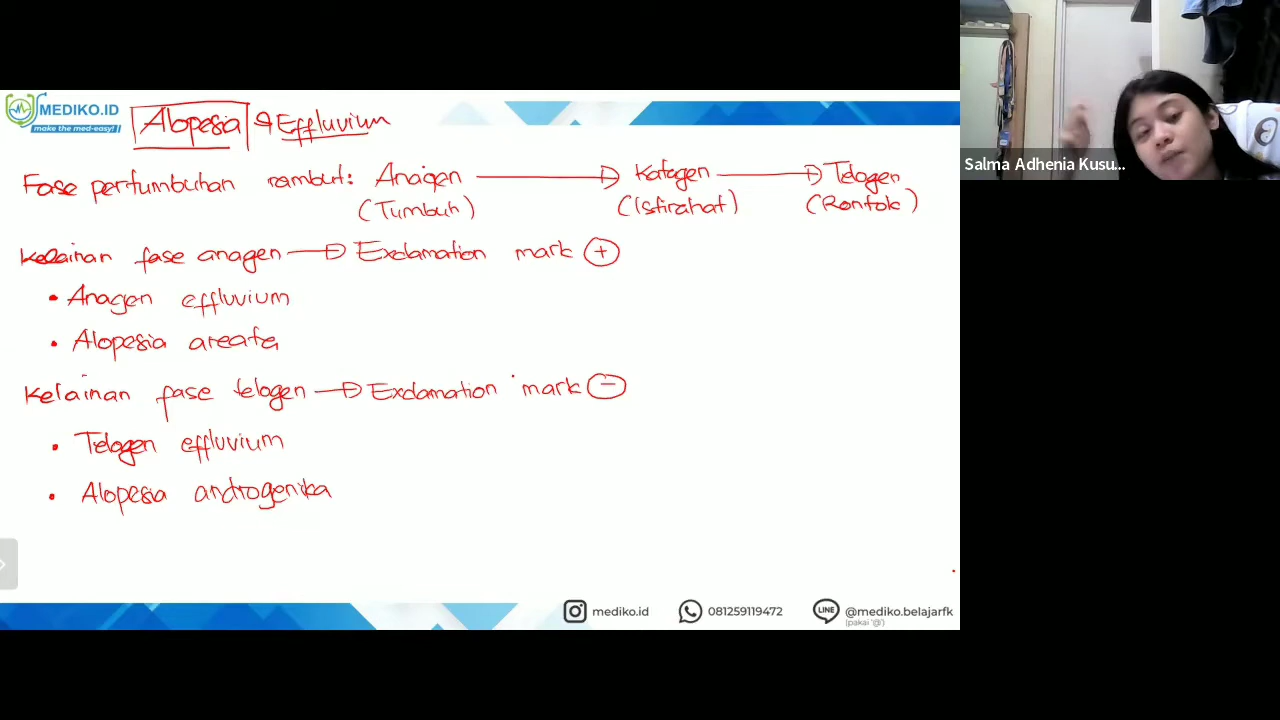 MEDIKO.ID
make the med-easy!
Alopesia & Effluvium
Fase pertumbuhan rambut: Anagen → Katagen → Telogen
(Tumbuh) (Istirahat) (Rontok)
Kelainan fase anagen → Exclamation mark +
• Anagen effluvium
• Alopesia areata
Kelainan fase telogen → Exclamation mark -
• Telogen effluvium
• Alopesia androgenika
mediko.id 081259119472 LINE @mediko.belajarfk
(pakai '@')
Salma Adhenia Kusu...